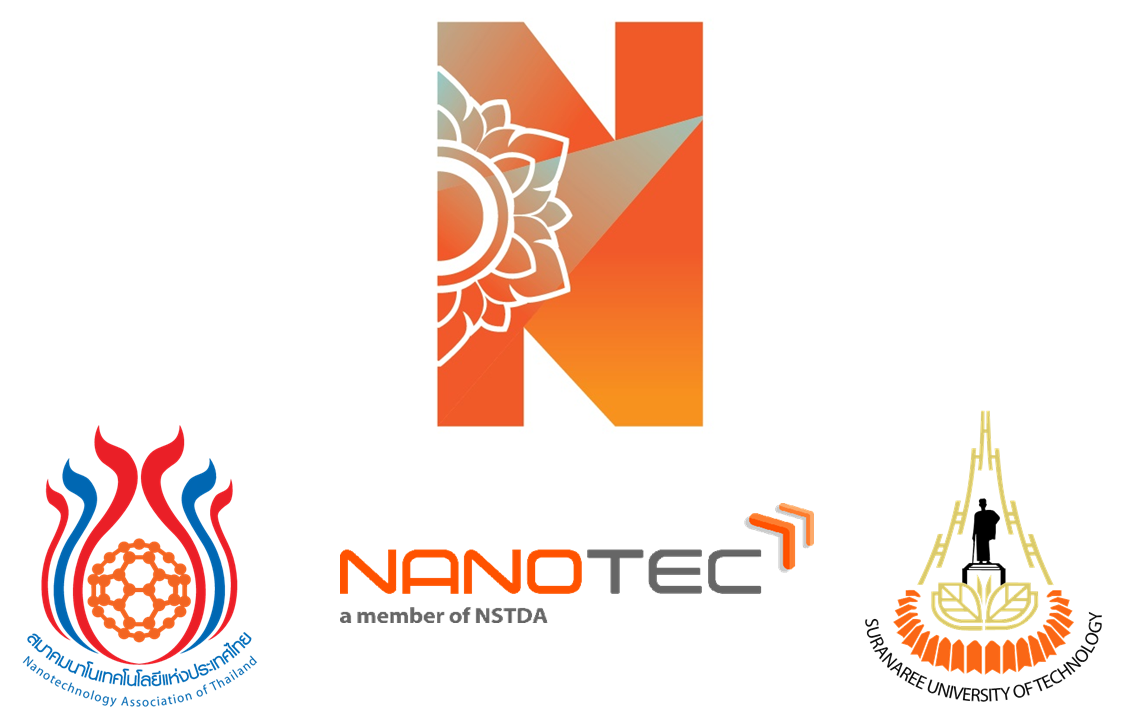 N
สมาคมนาโนเทคโนโลยีแห่งประเทศไทย
Nanotechnology Association of Thailand
NANOTEC
a member of NSTDA
SURANAREE UNIVERSITY OF TECHNOLOGY